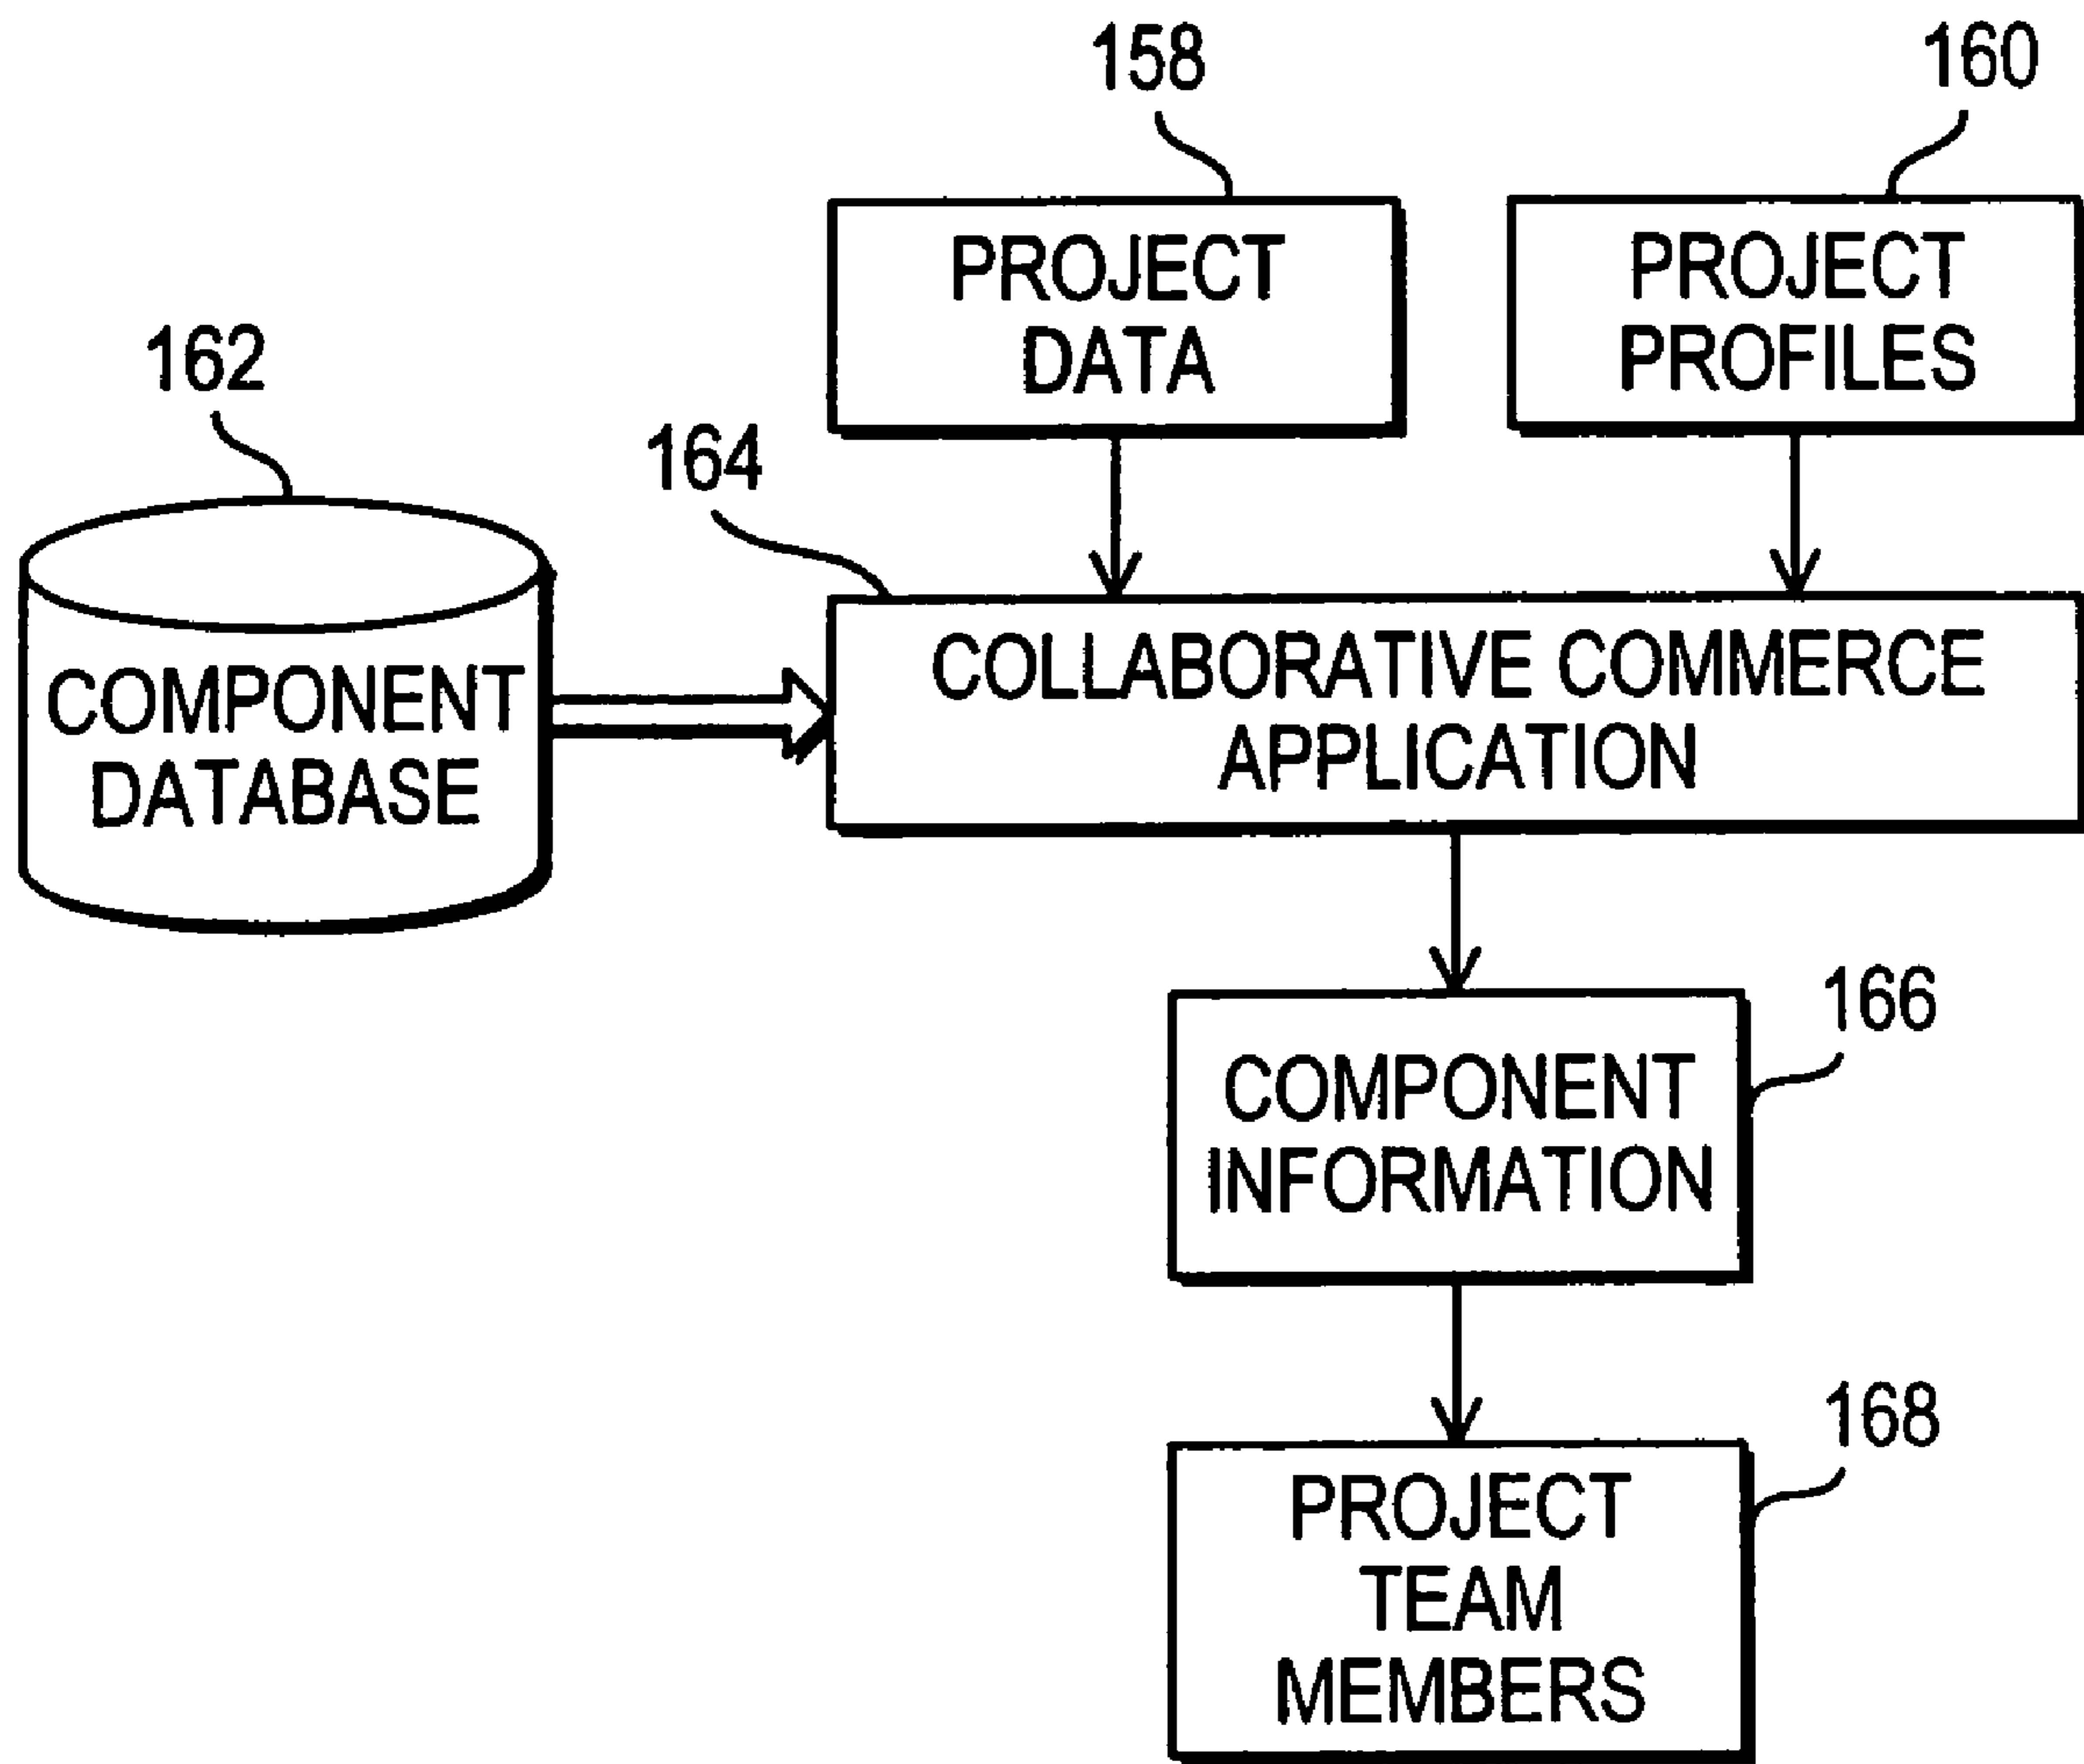 158
160
PROJECT
DATA
PROJECT
PROFILES
162
164
COMPONENT
DATABASE
COLLABORATIVE COMMERCE
APPLICATION
166
COMPONENT
INFORMATION
168
PROJECT
TEAM
MEMBERS